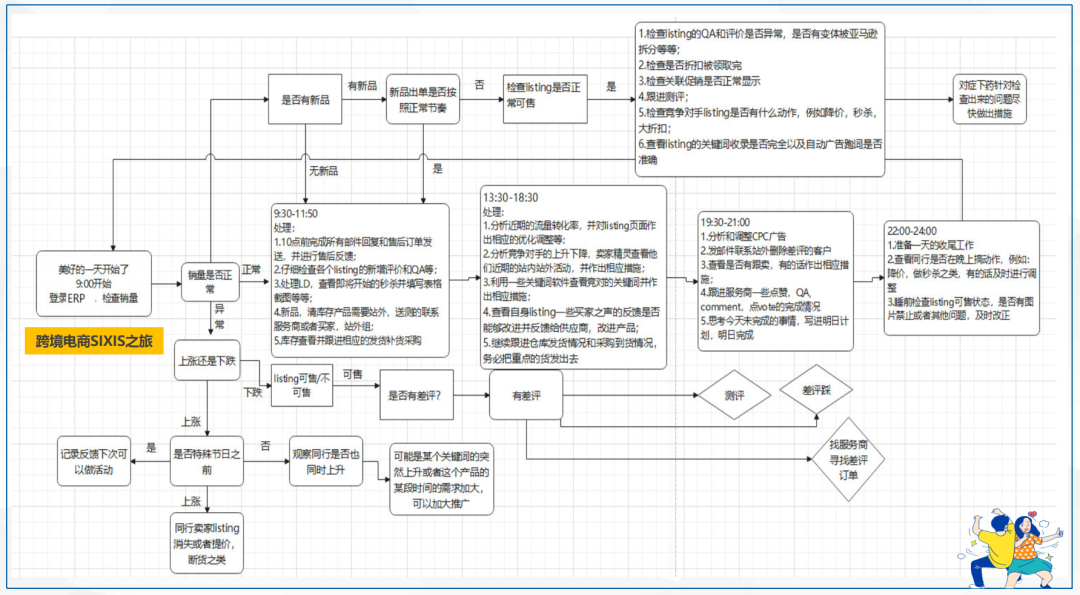 1.检查listing的QA和评价是否异常，是否有变体被亚马逊
拆分等等；
2.检查是否折扣被领取完
3.检查关联促销是否正常显示
4.跟进测评；
5.检查竞争对手listing是否有什么动作，例如降价，秒杀，
大折扣；
6.查看listing的关键词收录是否完全以及自动广告跑词是否
准确
是否有新品
有新品
新品出单是否按
照正常节奏
否
检查listing是否正
常可售
是
对症下药针对检
查出来的问题尽
快做出措施
无新品
是
美好的一天开始了
9:00开始
登录ERP ，检查销量
销量是否正
常
正常
异
常
9:30-11:50
处理：
1.10点前完成所有邮件回复和售后订单发
送，并进行售后反馈；
2.仔细检查各个listing的新增评价和QA等；
3.处理LD，查看即将开始的秒杀并填写表格
截图等等；
4.新品，清库存产品需要站外，送测的联系
服务商或者买家，站外组；
5.库存查看并跟进相应的发货补货采购
13:30-18:30
处理：
1.分析近期的流量转化率，并对listing页面作
出相应的优化调整等；
2.分析竞争对手的上升下降，卖家精灵查看他
们近期的站内站外活动，并作出相应措施；
3.利用一些关键词软件查看竞对的关键词并作
出相应措施；
4.查看自身listing一些买家之声的反馈是否
能够改进并反馈给供应商，改进产品；
5.继续跟进仓库发货情况和采购到货情况，
务必把重点的货发出去
19:30-21:00
1.分析和调整CPC广告
2.发邮件联系站外删除差评的客户
3.查看是否有跟卖，有的话作出相应措
施；
4.跟进服务商一些点赞，QA,
comment，点vote的完成情况
5.思考今天未完成的事情，写进明日计
划，明日完成
22:00-24:00
1.准备一天的收尾工作
2.查看同行是否在晚上搞动作，例如：
降价，做秒杀之类，有的话及时进行调
整
3.睡前检查listing可售状态，是否有图
片禁止或者其他问题，及时改正
跨境电商SIXIS之旅
上涨还是下跌
下跌
listing可售/不
可售
可售
是否有差评？
有差评
测评
差评踩
找服务商
寻找差评
订单
上涨
记录反馈下次可
以做活动
是
是否特殊节日之
前
否
观察同行是否也
同时上升
可能是某个关键词的突
然上升或者这个产品的
某段时间的需求加大，
可以加大推广
上涨
同行卖家listing
消失或者提价，
断货之类